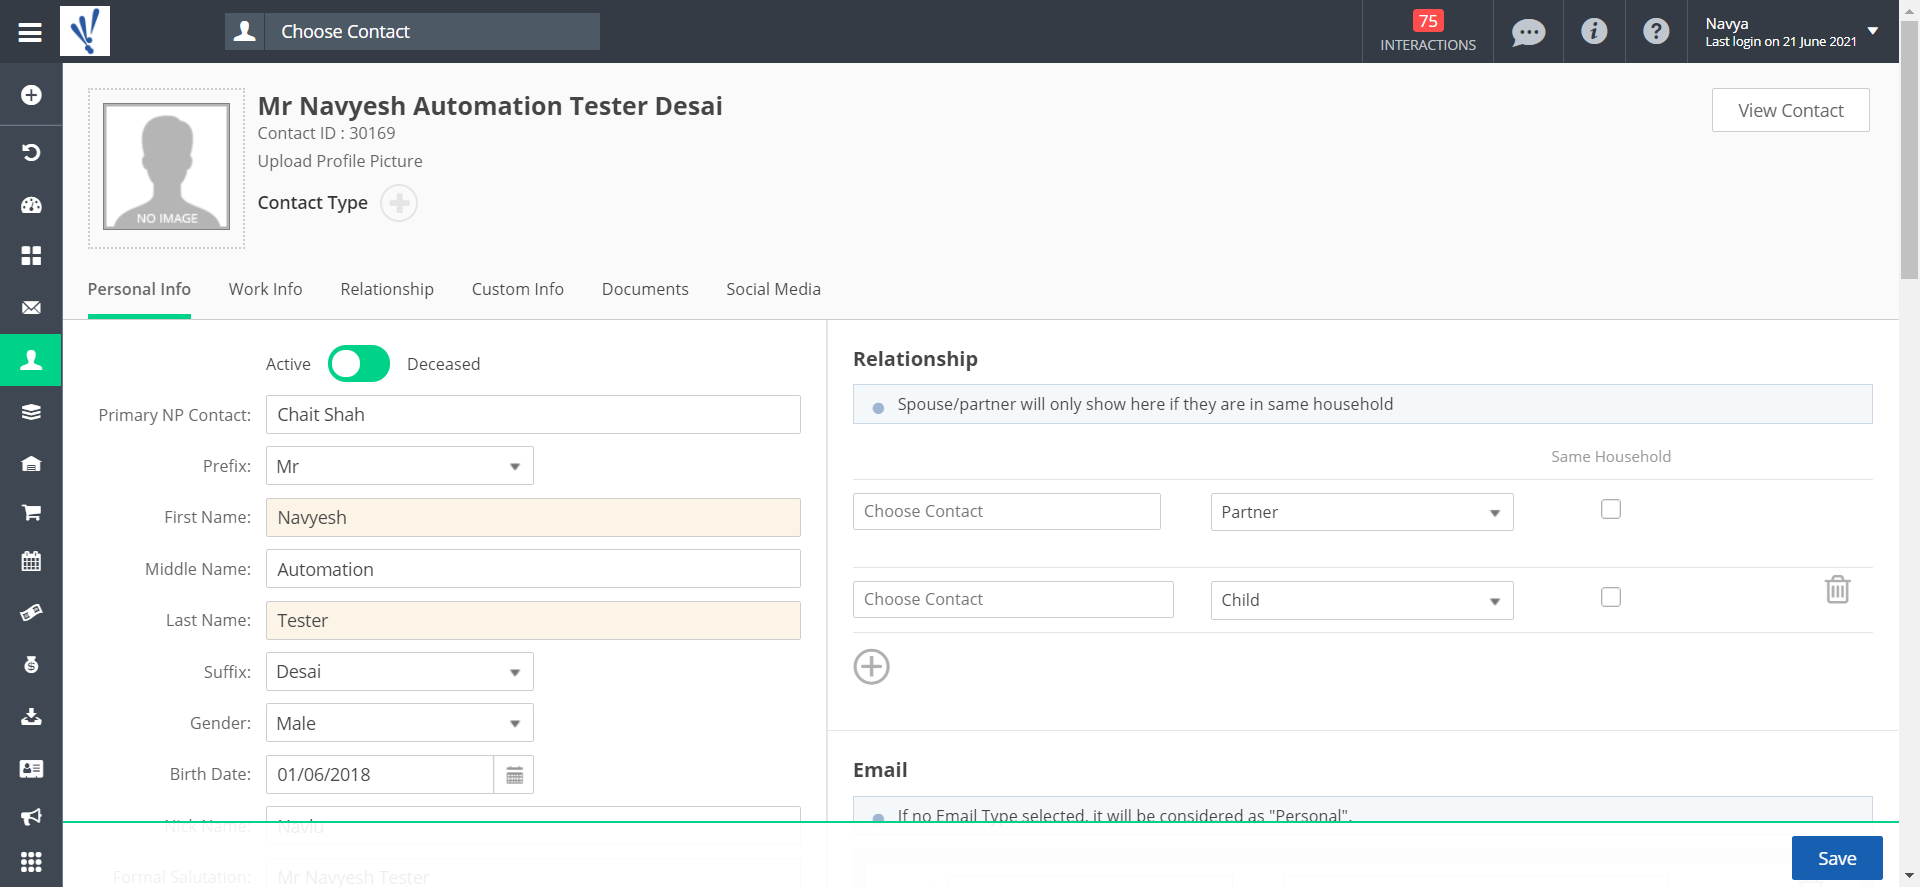 Choose Contact
75
INTERACTIONS
Navya
Last login on 21 June 2021
Mr Navyesh Automation Tester Desai
Contact ID : 30169
Upload Profile Picture
Contact Type
NO IMAGE
View Contact
Personal Info
Work Info
Relationship
Custom Info
Documents
Social Media
Active
Deceased
Primary NP Contact:
Chait Shah
Prefix:
Mr
First Name:
Navyesh
Middle Name:
Automation
Last Name:
Tester
Suffix:
Desai
Gender:
Male
Birth Date:
01/06/2018
Nick Name:
Navlu
Formal Salutation:
Mr Navyesh Tester
Relationship
Spouse/partner will only show here if they are in same household
Same Household
Choose Contact
Partner
Choose Contact
Child
Email
If no Email Type selected, it will be considered as "Personal".
Save